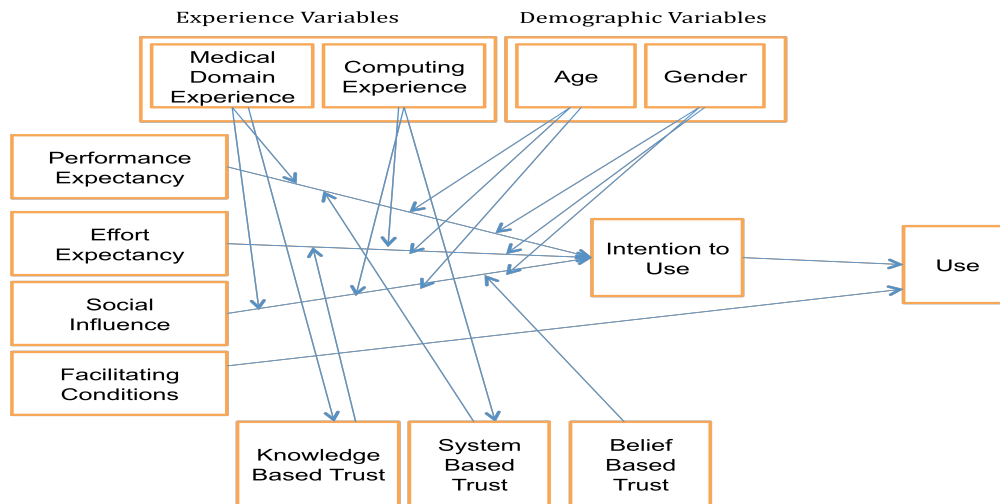 Experience Variables
Demographic Variables
Medical
Domain
Experience
Computing
Experience
Age
Gender
Performance
Expectancy
Effort
Expectancy
Social
Influence
Facilitating
Conditions
Intention to
Use
Use
Knowledge
Based Trust
System
Based
Trust
Belief
Based
Trust